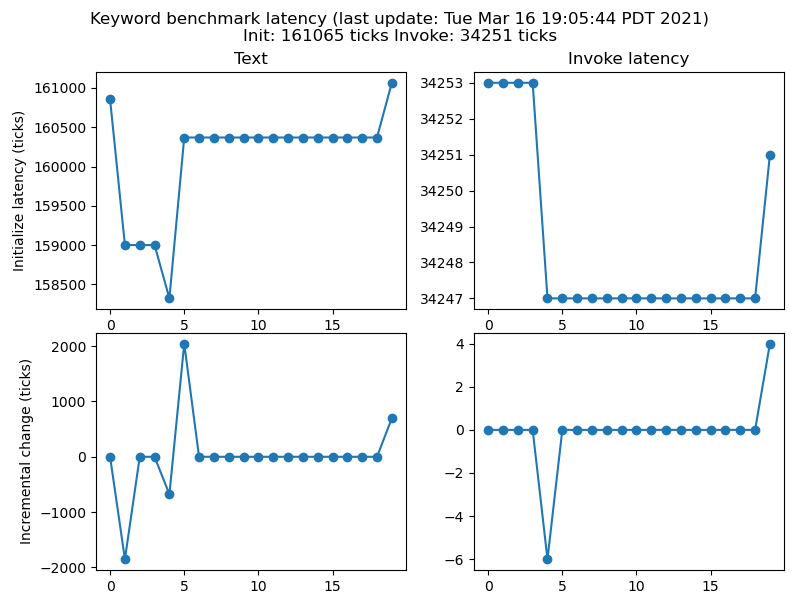 Keyword benchmark latency (last update: Tue Mar 16 19:05:44 PDT 2021)
Init: 161065 ticks Invoke: 34251 ticks
Text
Initialize latency (ticks)
161000
160500
160000
159500
159000
158500
0 5 10 15
Invoke latency
34253
34252
34251
34250
34249
34248
34247
0 5 10 15
Incremental change (ticks)
2000
1000
0
−1000
−2000
0 5 10 15
4
2
0
−2
−4
−6
0 5 10 15